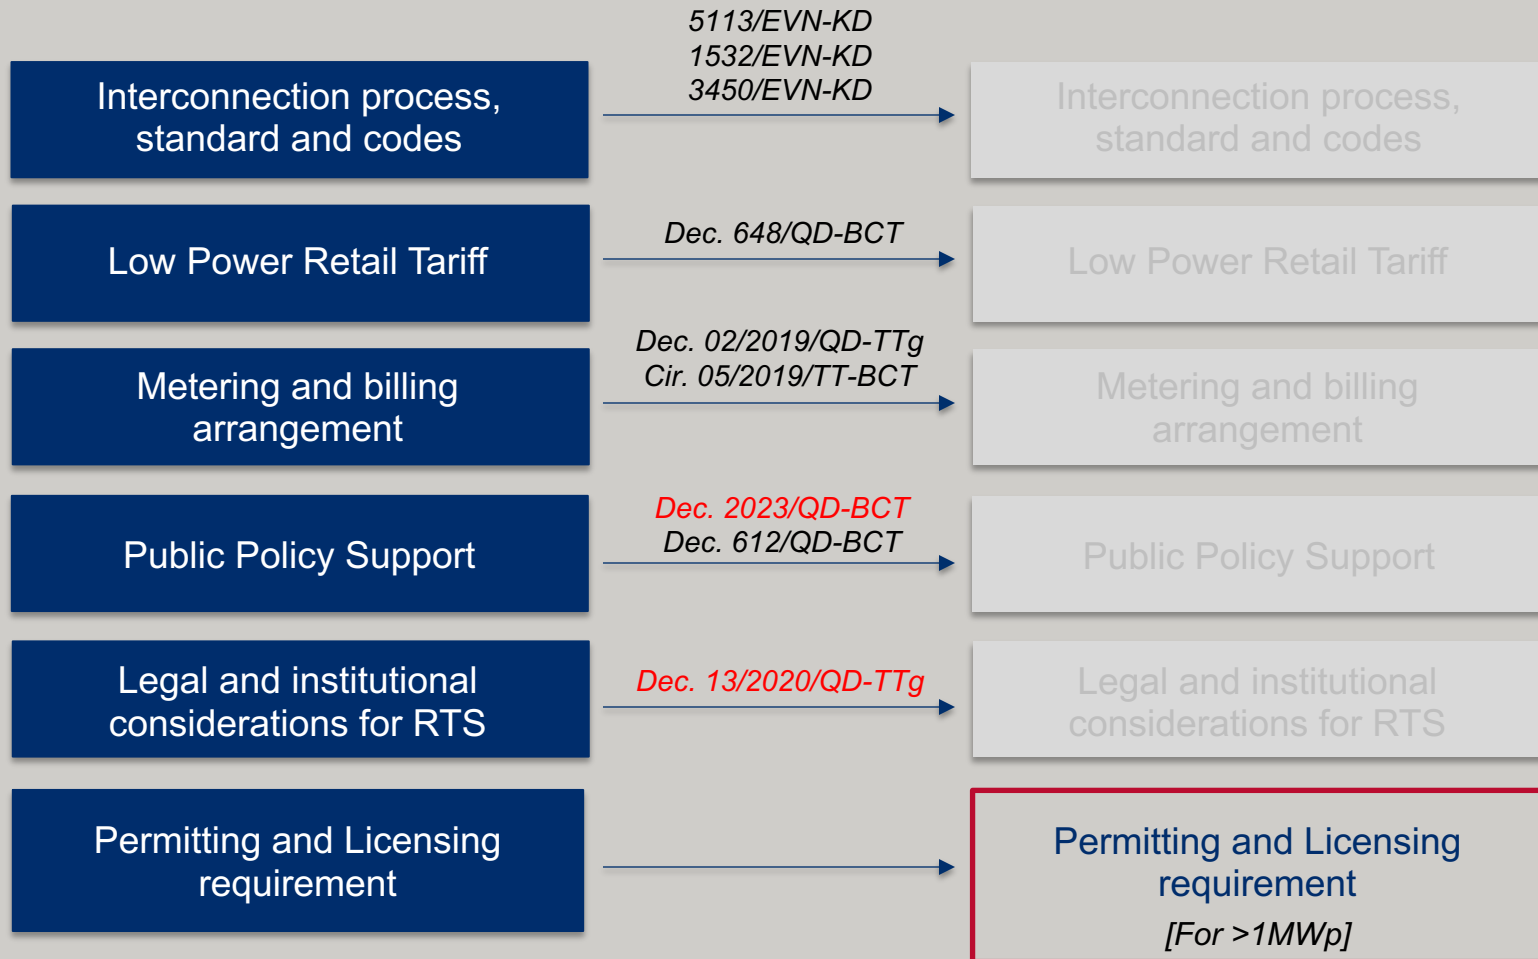 5113/EVN-KD
1532/EVN-KD
3450/EVN-KD
Interconnection process,
standard and codes
Interconnection process,
standard and codes
Low Power Retail Tariff
Dec. 648/QD-BCT
Low Power Retail Tariff
Dec. 02/2019/QD-TTg
Cir. 05/2019/TT-BCT
Metering and billing
arrangement
Metering and billing
arrangement
Dec. 2023/QD-BCT
Dec. 612/QD-BCT
Public Policy Support
Public Policy Support
Legal and institutional
considerations for RTS
Dec. 13/2020/QD-TTg
Legal and institutional
considerations for RTS
Permitting and Licensing
requirement
Permitting and Licensing
requirement
[For >1MWp]